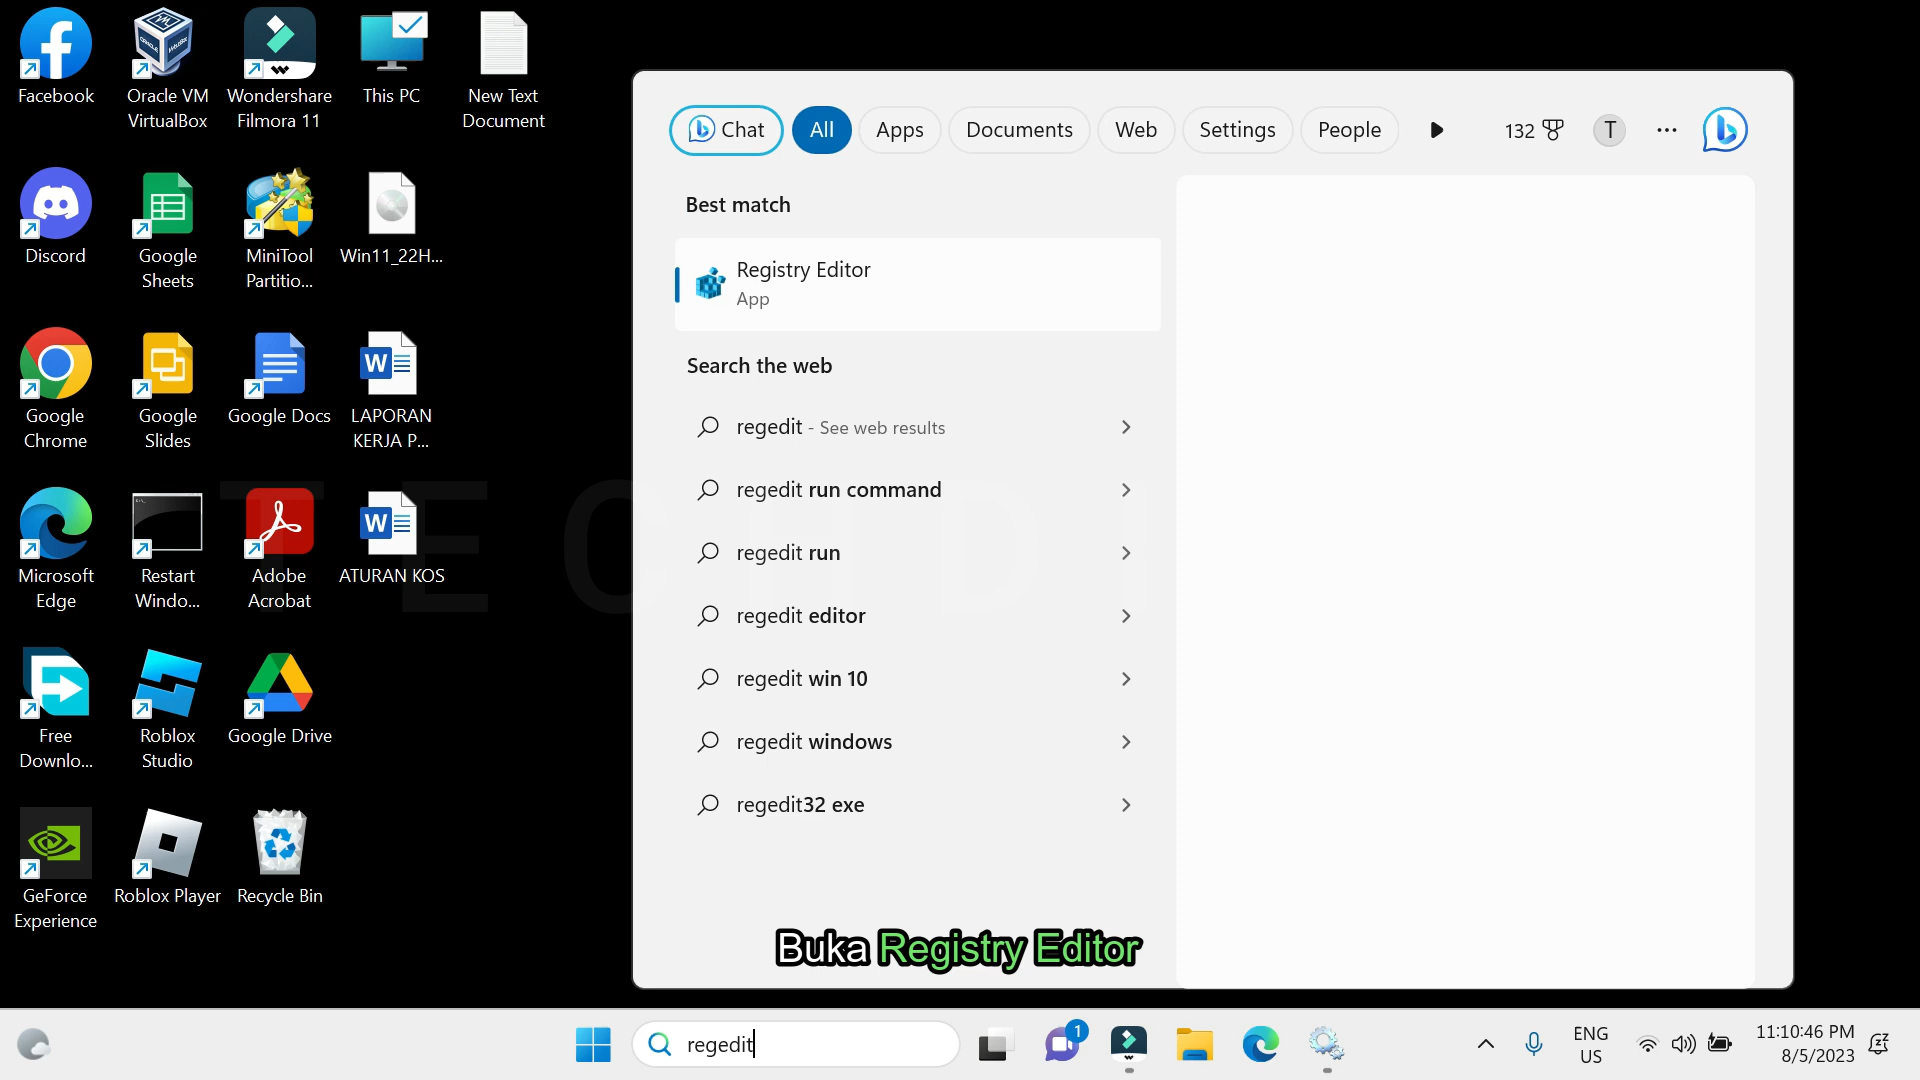 Facebook
Oracle VM
VirtualBox
Wondershare
Filmora 11
This PC
New Text
Document
Discord
Google
Sheets
MiniTool
Partitio...
Win11_22H...
Google
Chrome
Google
Slides
Google Docs
LAPORAN
KERJA P...
Microsoft
Edge
Restart
Windo...
Adobe
Acrobat
ATURAN KOS
Free
Downlo...
Roblox
Studio
Google Drive
GeForce
Experience
Roblox Player
Recycle Bin
TECHDI
Chat
All
Apps
Documents
Web
Settings
People
132
T
Best match
Registry Editor
App
Search the web
regedit - See web results
regedit run command
regedit run
regedit editor
regedit win 10
regedit windows
regedit32 exe
Buka Registry Editor
regedit
1
ENG
US
11:10:46 PM
8/5/2023